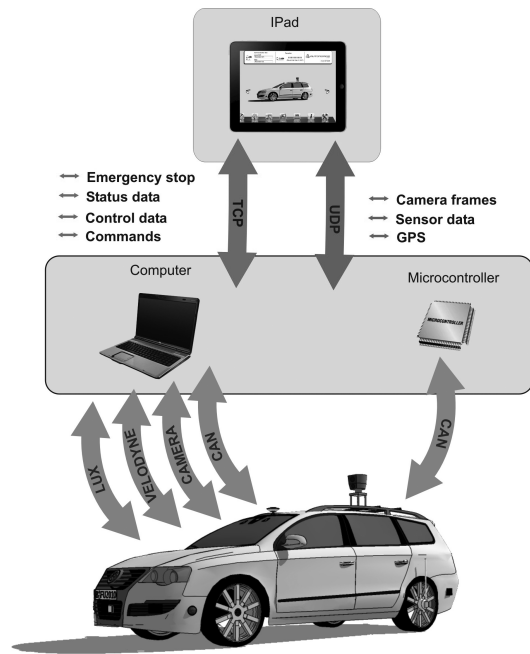 IPad
Emergency stop
Status data
Control data
Commands
TCP
UDP
Camera frames
Sensor data
GPS
Computer
Microcontroller
MICROCONTROLLER
LUX
VELODYNE
CAMERA
CAN
CAN